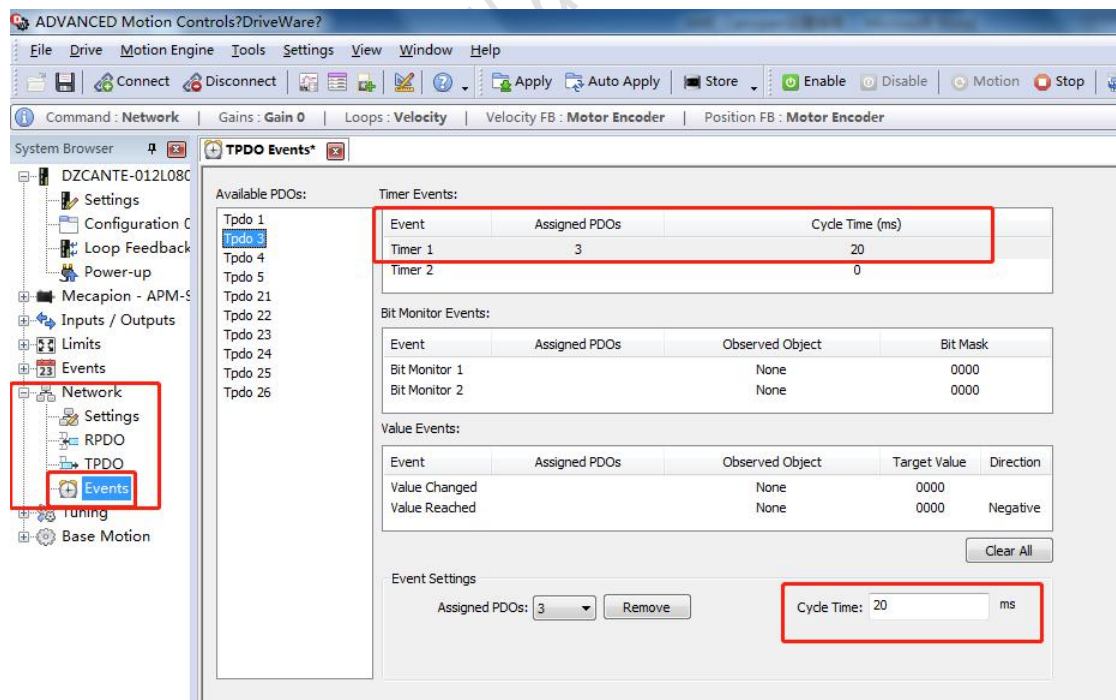 ADVANCED Motion Controls?DriveWare?
File Drive Motion Engine Tools Settings View Window Help
Connect Disconnect Apply Auto Apply Store Enable Disable Motion Stop
Command : Network | Gains : Gain 0 | Loops : Velocity | Velocity FB : Motor Encoder | Position FB : Motor Encoder
System Browser
TPDO Events*
DZCANTE-012L080
Settings
Configuration
Loop Feedback
Power-up
Mecapion - APM-S
Inputs / Outputs
Limits
23 Events
Network
Settings
RPDO
TPDO
Events
Tuning
Base Motion
Available PDOs:
Tpdo 1
Tpdo 3
Tpdo 4
Tpdo 5
Tpdo 21
Tpdo 22
Tpdo 23
Tpdo 24
Tpdo 25
Tpdo 26
Timer Events:
Event Assigned PDOs Cycle Time (ms)
Timer 1 3 20
Timer 2 0
Bit Monitor Events:
Event Assigned PDOs Observed Object Bit Mask
Bit Monitor 1 None 0000
Bit Monitor 2 None 0000
Value Events:
Event Assigned PDOs Observed Object Target Value Direction
Value Changed None 0000
Value Reached None 0000 Negative
Clear All
Event Settings
Assigned PDOs: 3 Remove Cycle Time: 20 ms